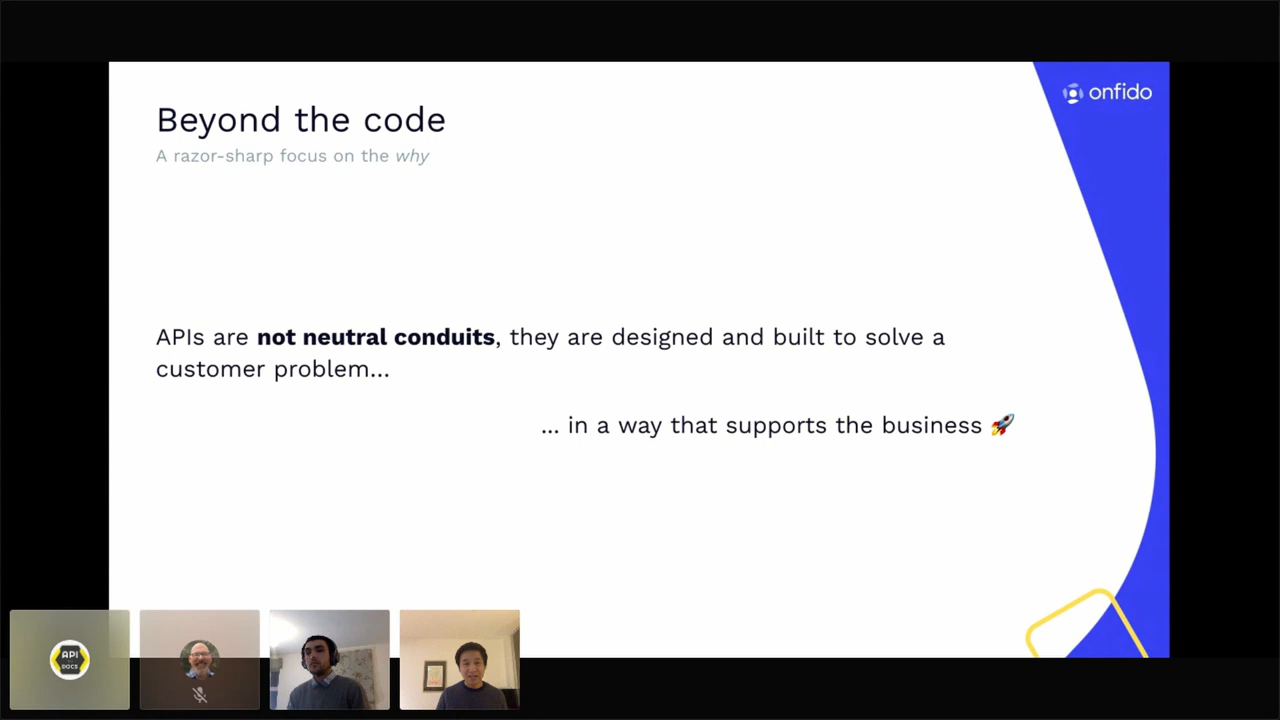 onfido
Beyond the code
A razor-sharp focus on the why
APIs are not neutral conduits, they are designed and built to solve a
customer problem...
... in a way that supports the business 🚀
API
DOCS